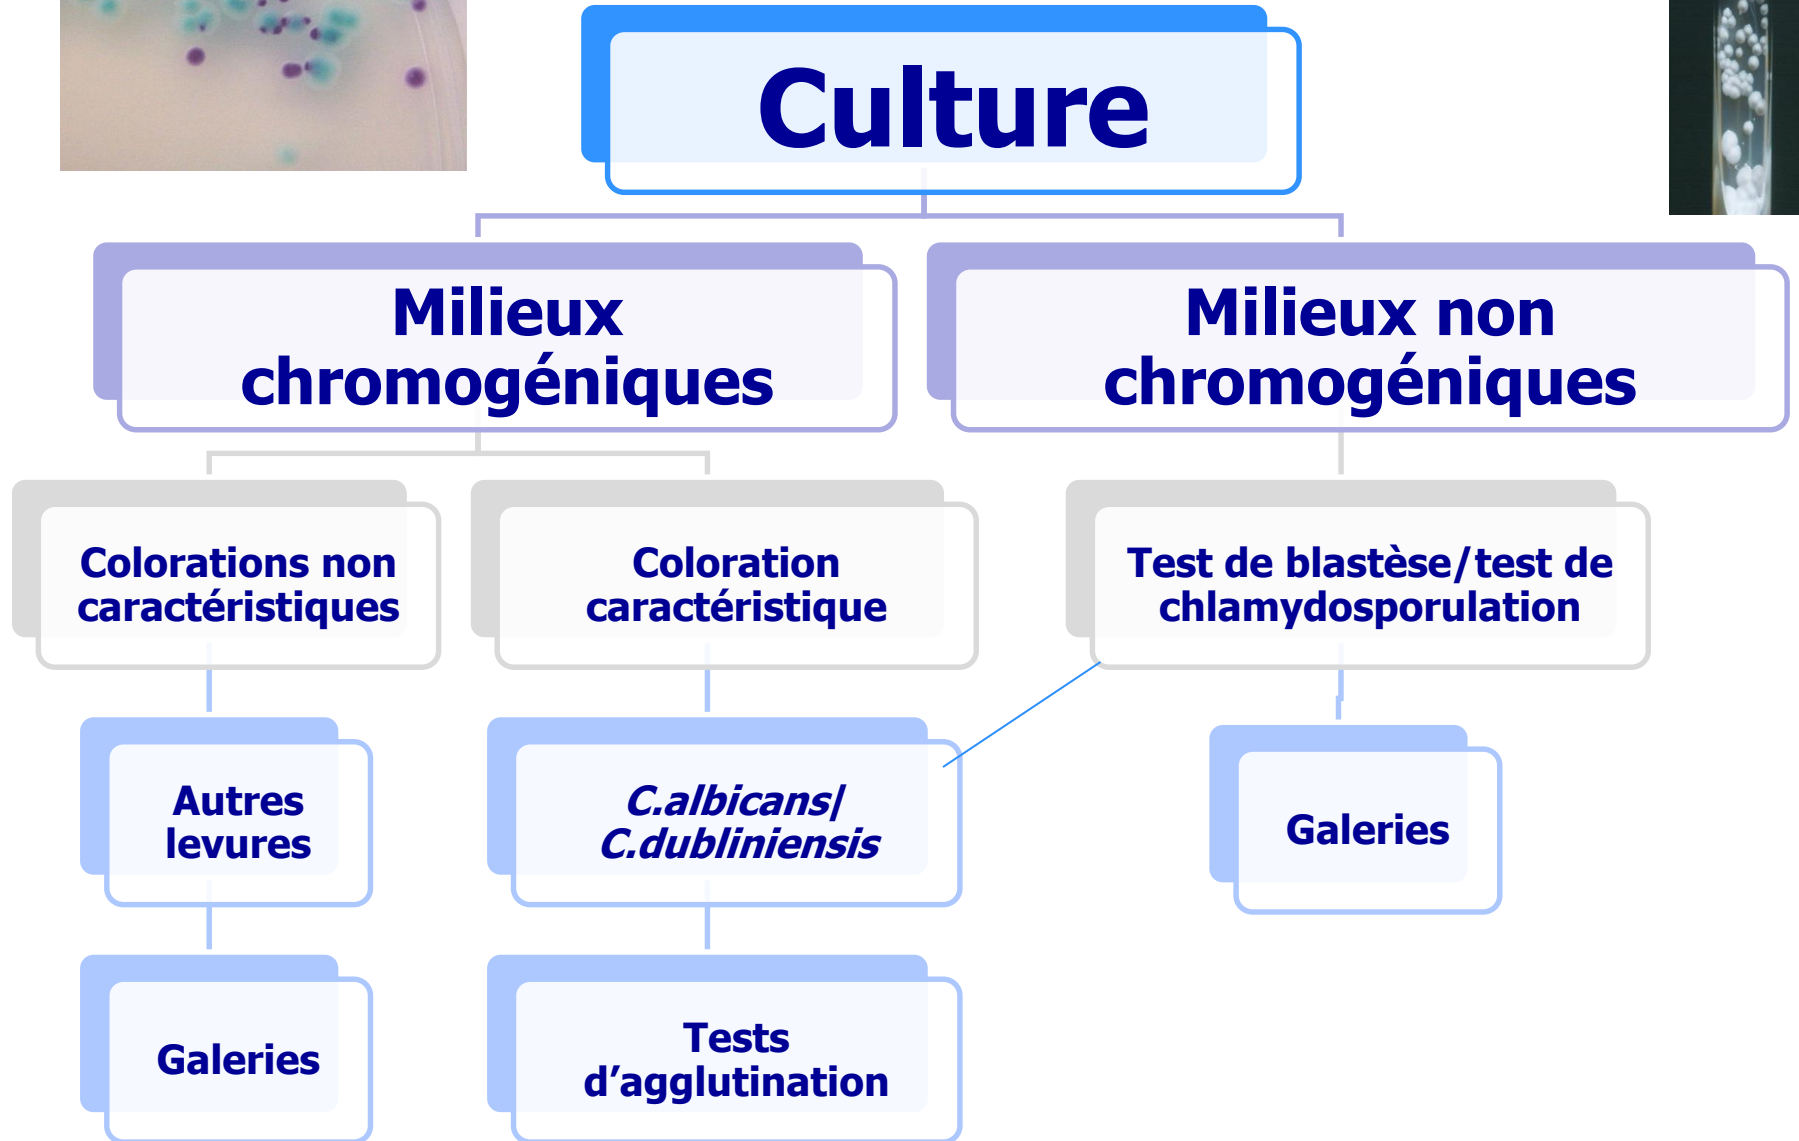 Culture
Milieux
chromogéniques
Milieux non
chromogéniques
Colorations non
caractéristiques
Coloration
caractéristique
Test de blastèse/test de
chlamydosporulation
Autres
levures
C.albicans/
C.dubliniensis
Galeries
Galeries
Tests
d’agglutination